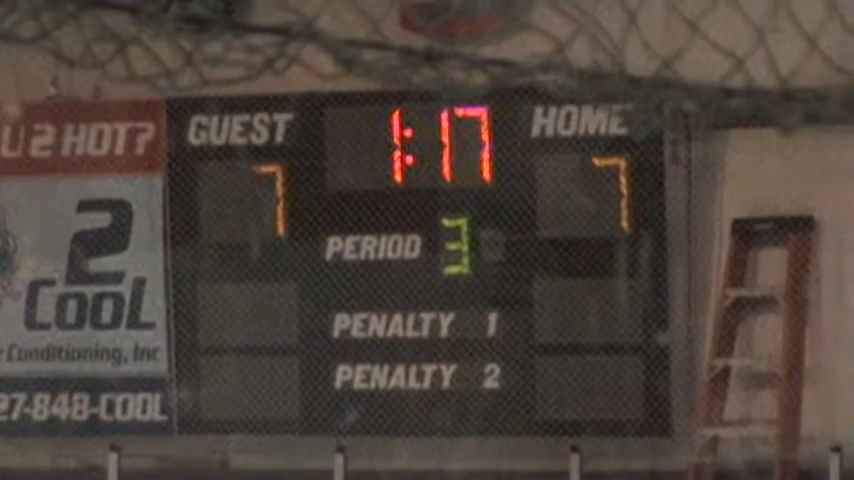 U 2 HOT?
2
COOL
r Conditioning, Inc
27-848-COOL
GUEST 1:17 HOME
7 7
PERIOD 3
PENALTY 1
PENALTY 2